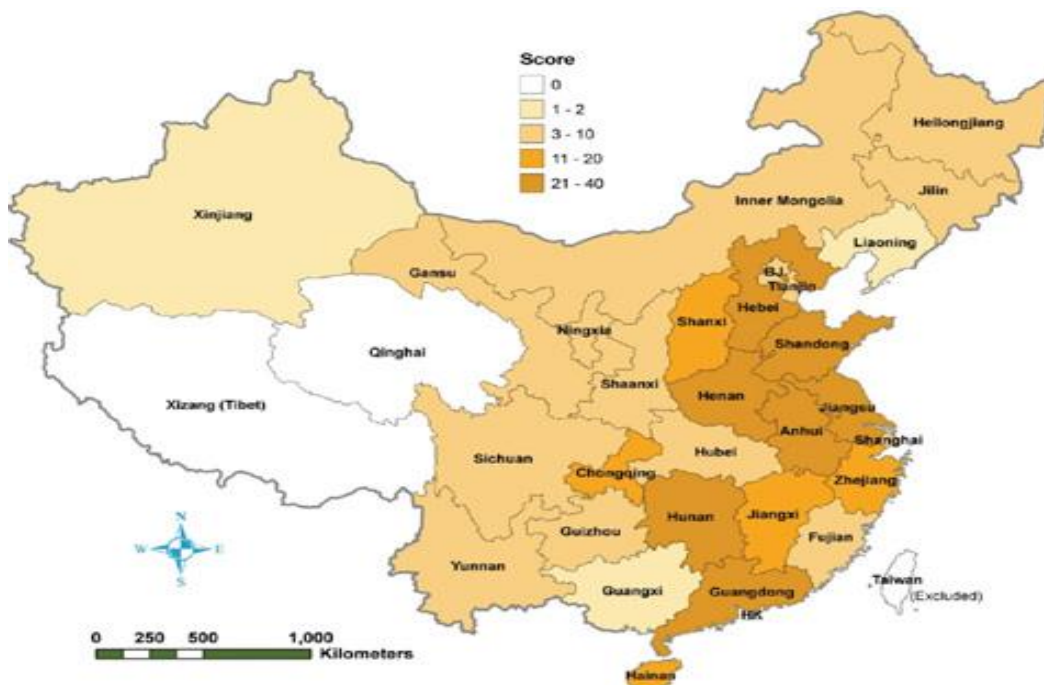 Score
0
1 - 2
3 - 10
11 - 20
21 - 40
Heilongjiang
Jilin
Inner Mongolia
Liaoning
Xinjiang
Gansu
BJ
Tianjin
Hebei
Shanxi
Ningxia
Shandong
Qinghai
Shaanxi
Henan
Jiangsu
Xizang (Tibet)
Anhui
Shanghai
Hubei
Sichuan
Chongqing
Zhejiang
Hunan
Jiangxi
Guizhou
Fujian
N
W E
S
Yunnan
Guangxi
Guangdong
Taiwan
(Excluded)
HK
0 250 500 1,000
Kilometers
Hainan